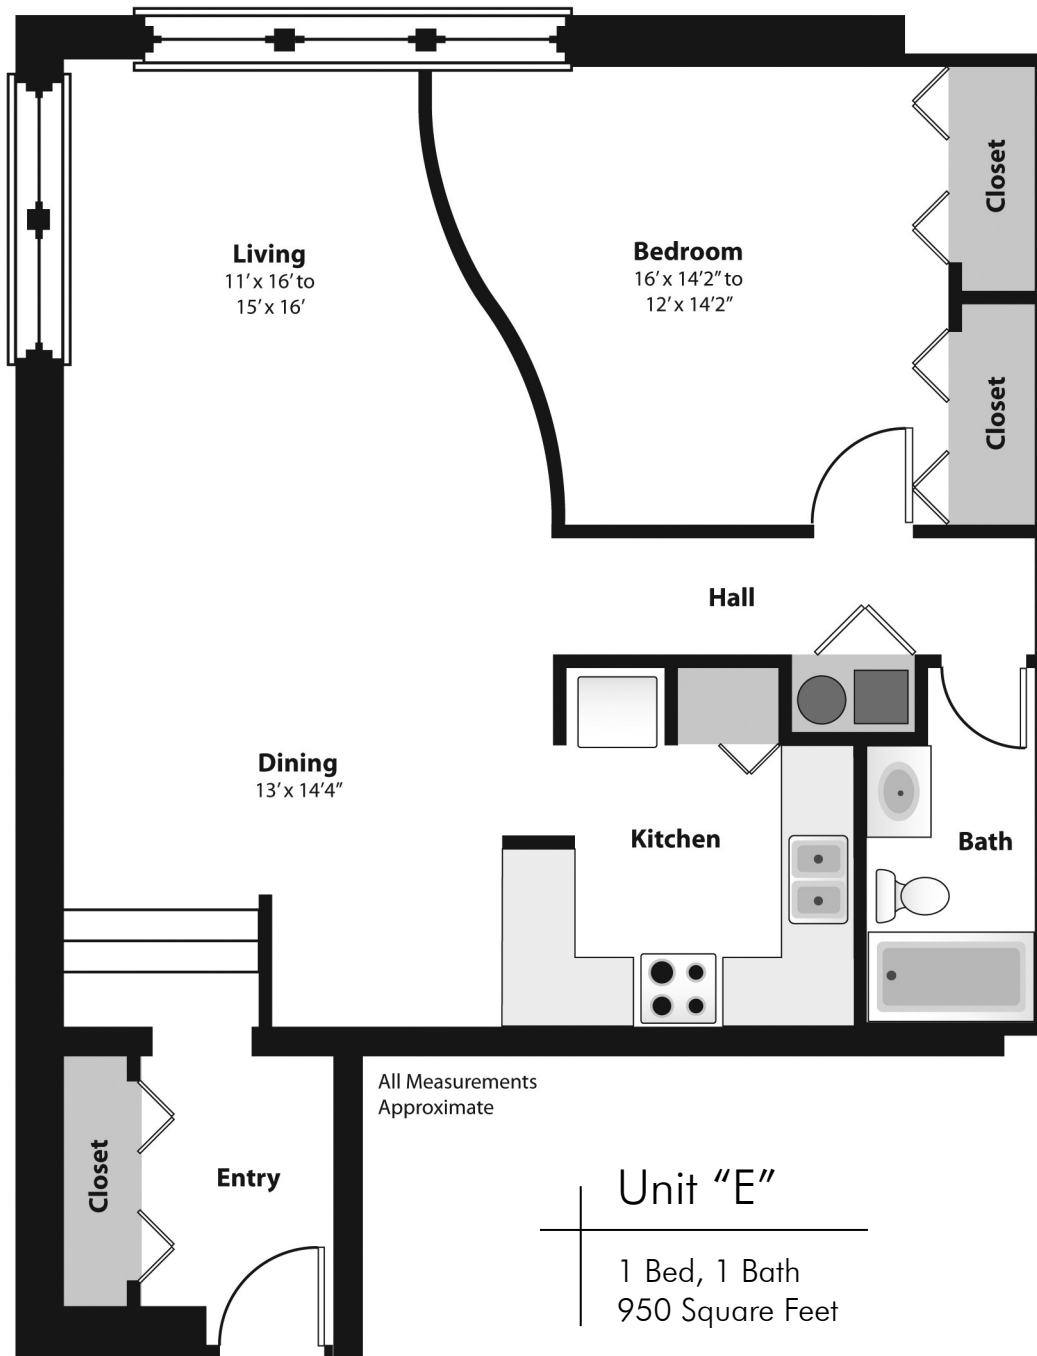 Closet
Living
11’ x 16’ to
15’ x 16’
Bedroom
16’ x 14’2” to
12’ x 14’2”
Closet
Hall
Dining
13’ x 14’4”
Kitchen
Bath
All Measurements
Approximate
Closet
Entry
Unit “E”
1 Bed, 1 Bath
950 Square Feet